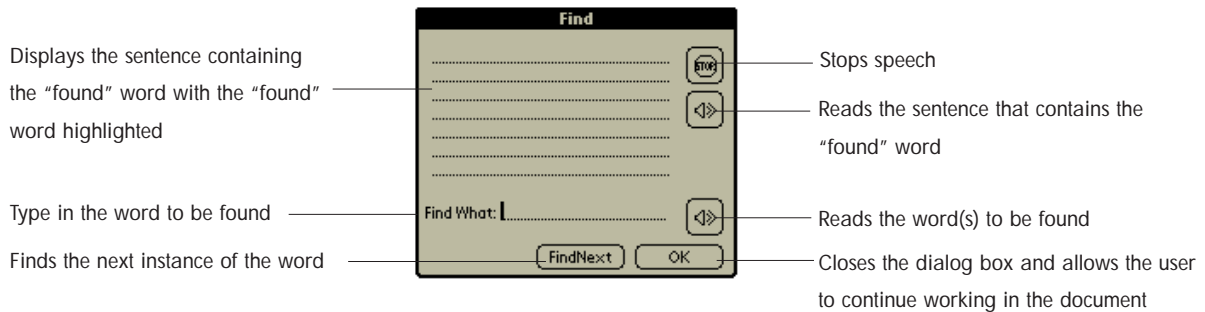 Find
Displays the sentence containing
the “found” word with the “found”
word highlighted
STOP
Stops speech
Reads the sentence that contains the
“found” word
Type in the word to be found
Find What:
Reads the word(s) to be found
Finds the next instance of the word
FindNext
OK
Closes the dialog box and allows the user
to continue working in the document